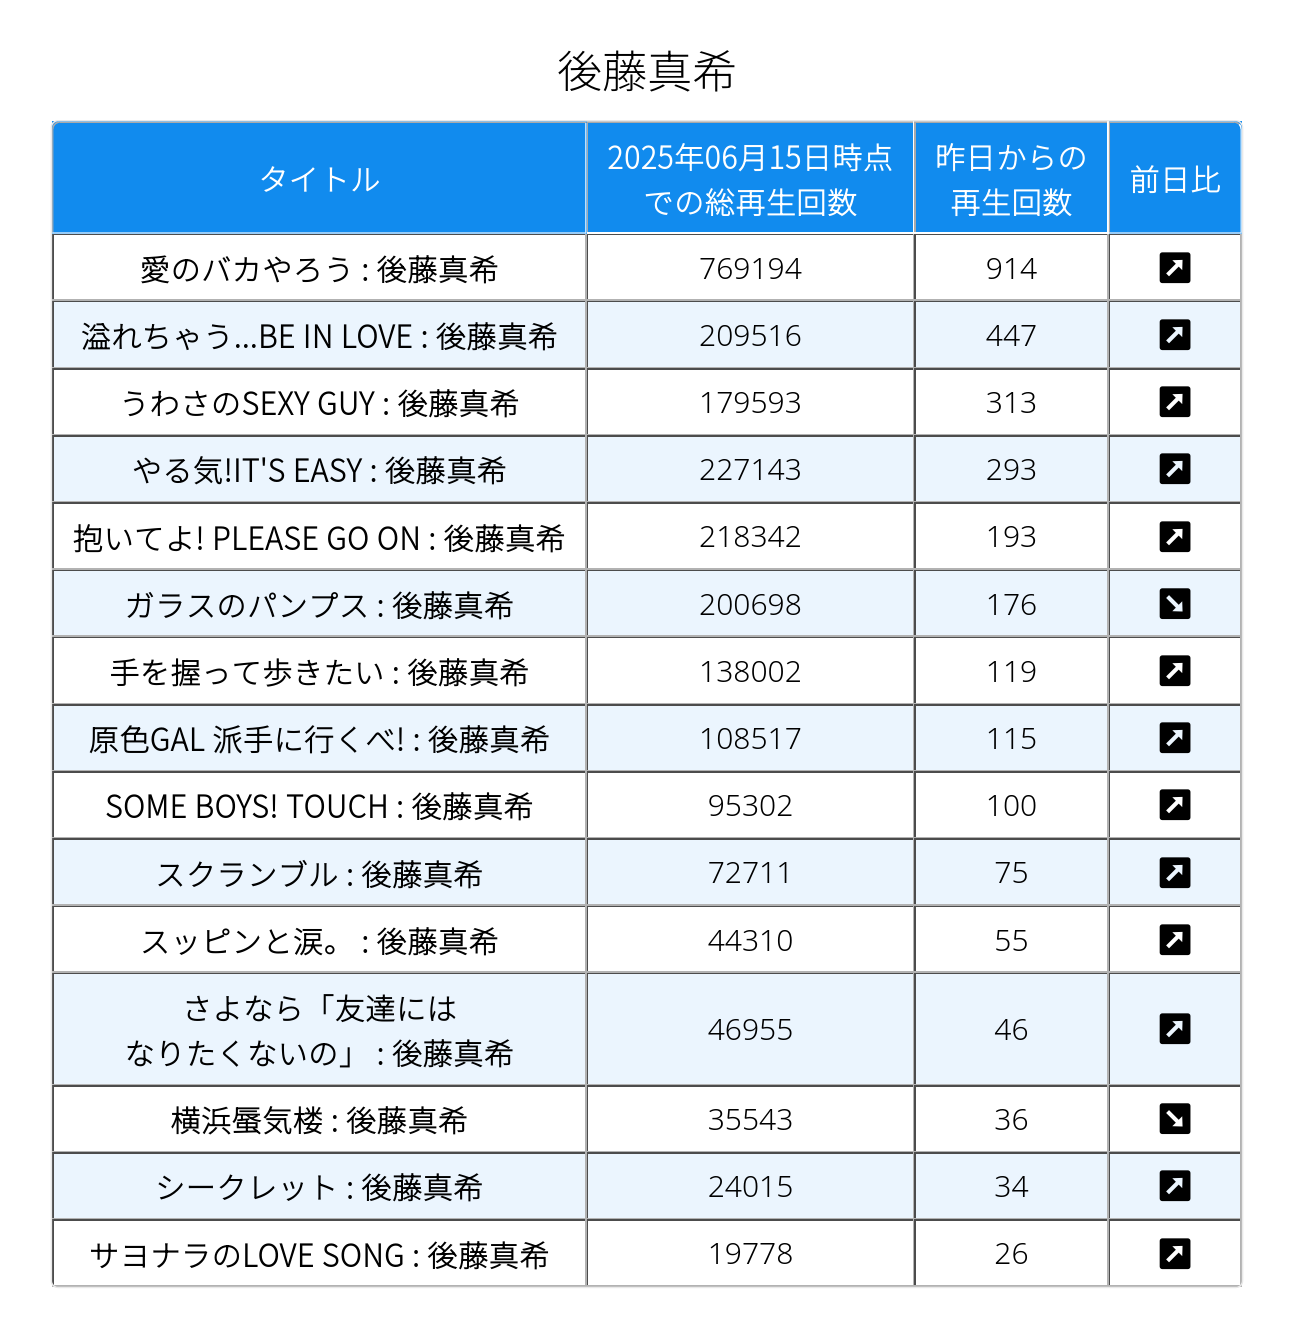 後藤真希
タイトル
2025年06月15日時点
での総再生回数
昨日からの
再生回数
前日比
愛のバカやろう : 後藤真希 769194 914 ↗
溢れちゃう...BE IN LOVE : 後藤真希 209516 447 ↗
うわさのSEXY GUY : 後藤真希 179593 313 ↗
やる気!IT'S EASY : 後藤真希 227143 293 ↗
抱いてよ! PLEASE GO ON : 後藤真希 218342 193 ↗
ガラスのパンプス : 後藤真希 200698 176 ↘
手を握って歩きたい : 後藤真希 138002 119 ↗
原色GAL 派手に行くべ! : 後藤真希 108517 115 ↗
SOME BOYS! TOUCH : 後藤真希 95302 100 ↗
スクランブル : 後藤真希 72711 75 ↗
スッピンと涙。 : 後藤真希 44310 55 ↗
さよなら「友達には
なりたくないの」 : 後藤真希 46955 46 ↗
横浜蜃気楼 : 後藤真希 35543 36 ↘
シークレット : 後藤真希 24015 34 ↗
サヨナラのLOVE SONG : 後藤真希 19778 26 ↗